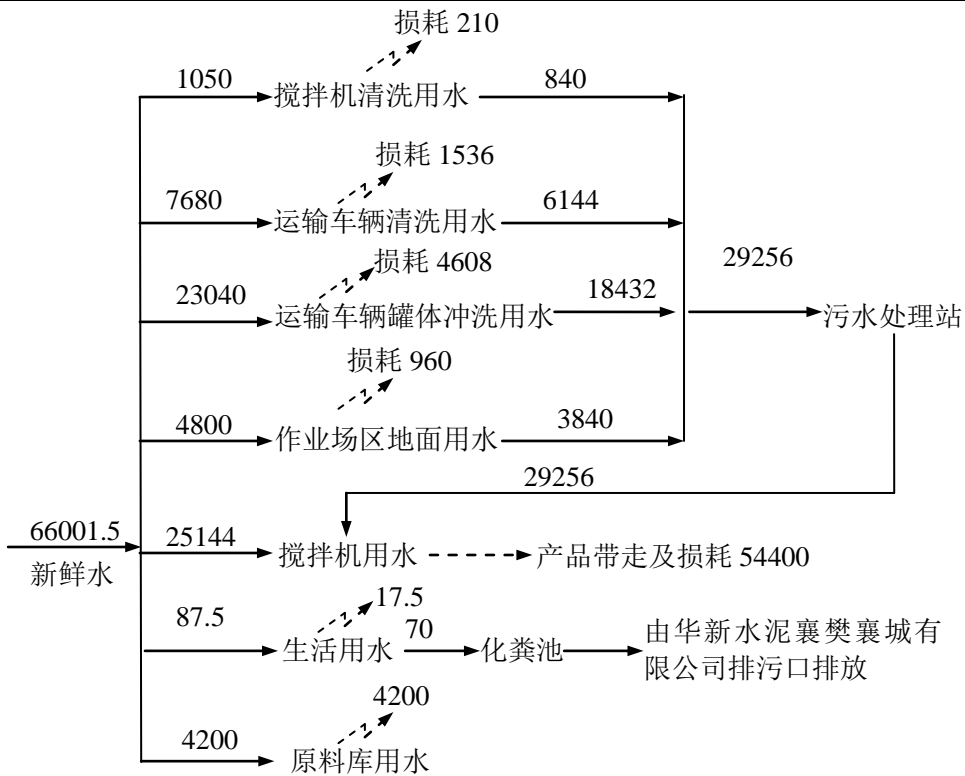 损耗 210
1050
搅拌机清洗用水
840
损耗 1536
7680
运输车辆清洗用水
6144
损耗 4608
29256
23040
运输车辆罐体冲洗用水
18432
污水处理站
损耗 960
4800
作业场区地面用水
3840
29256
66001.5
新鲜水
25144
搅拌机用水
产品带走及损耗 54400
17.5
87.5
生活用水
70
化粪池
由华新水泥襄樊襄城有
限公司排污口排放
4200
4200
原料库用水